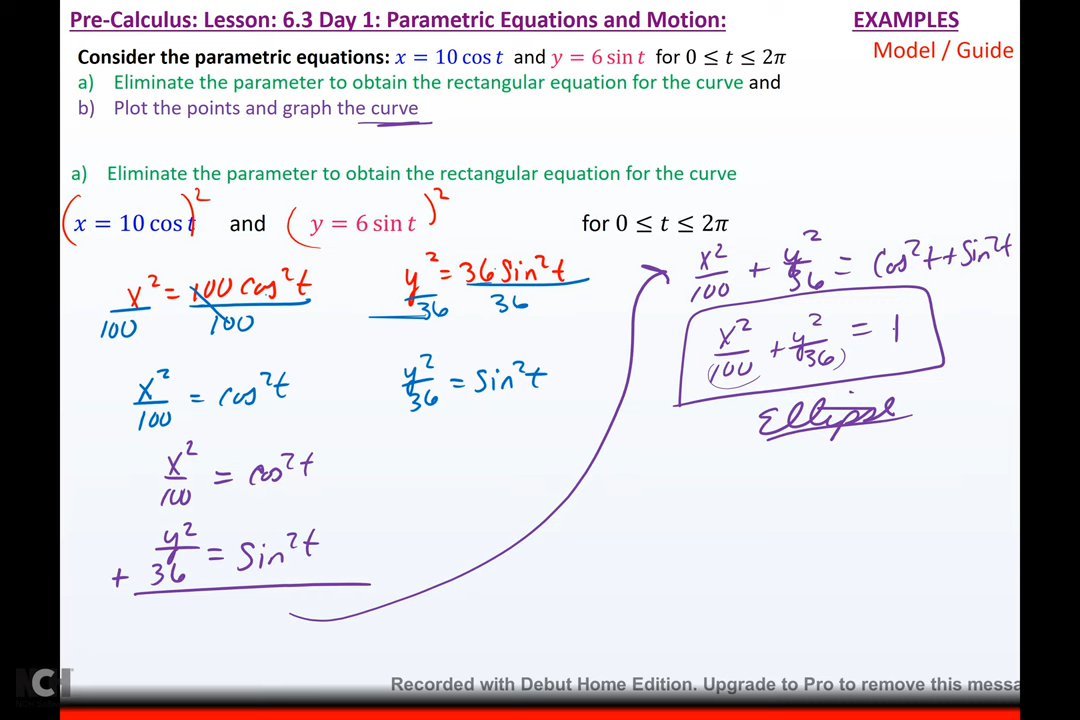 Pre-Calculus: Lesson: 6.3 Day 1: Parametric Equations and Motion: EXAMPLES
Model / Guide
Consider the parametric equations: x = 10 cos t and y = 6 sin t for 0 ≤ t ≤ 2π
a) Eliminate the parameter to obtain the rectangular equation for the curve and
b) Plot the points and graph the curve
a) Eliminate the parameter to obtain the rectangular equation for the curve
(x = 10 cos t)² and (y = 6 sin t)² for 0 ≤ t ≤ 2π
x²/100 = 100 cos²t/100
y²/36 = 36 sin²t/36
x²/100 = cos²t
y²/36 = sin²t
x²/100 = cos²t
+ y²/36 = sin²t
x²/100 + y²/36 = cos²t + sin²t
x²/100 + y²/36 = 1
Ellipse
NCH
Recorded with Debut Home Edition. Upgrade to Pro to remove this messa